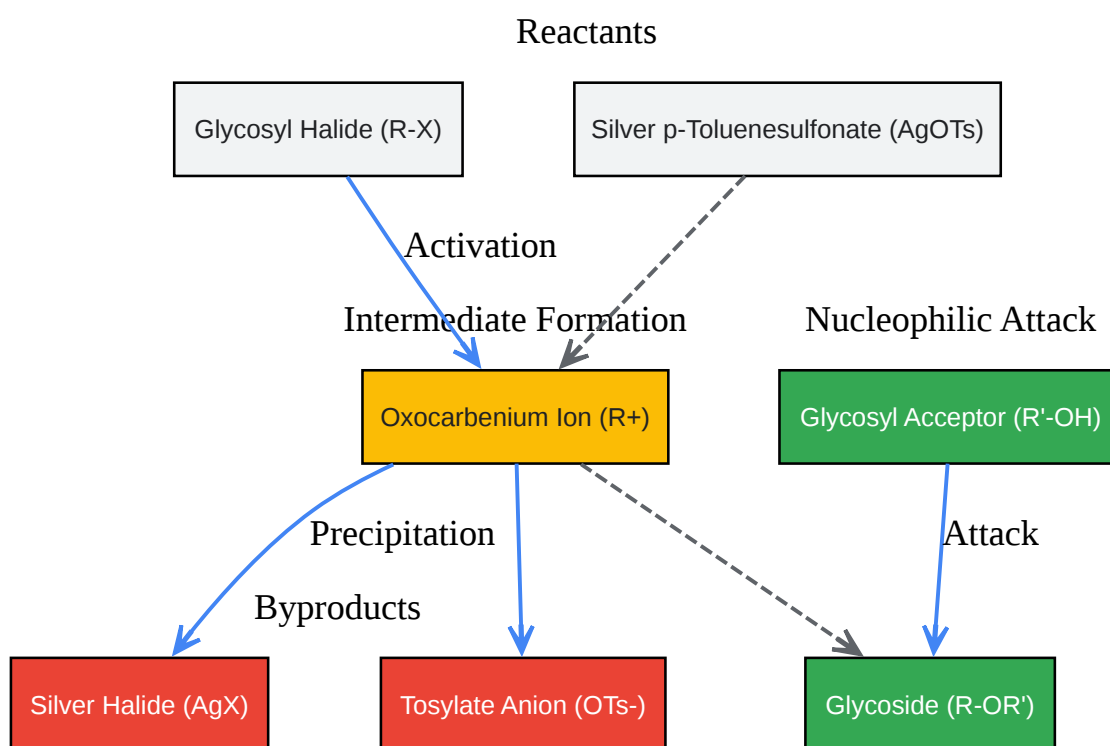 Reactants
Glycosyl Halide (R-X)
Silver p-Toluenesulfonate (AgOTs)
Activation
Intermediate Formation
Nucleophilic Attack
Oxocarbenium Ion (R+)
Glycosyl Acceptor (R'-OH)
Precipitation
Attack
Byproducts
Silver Halide (AgX)
Tosylate Anion (OTs-)
Glycoside (R-OR')